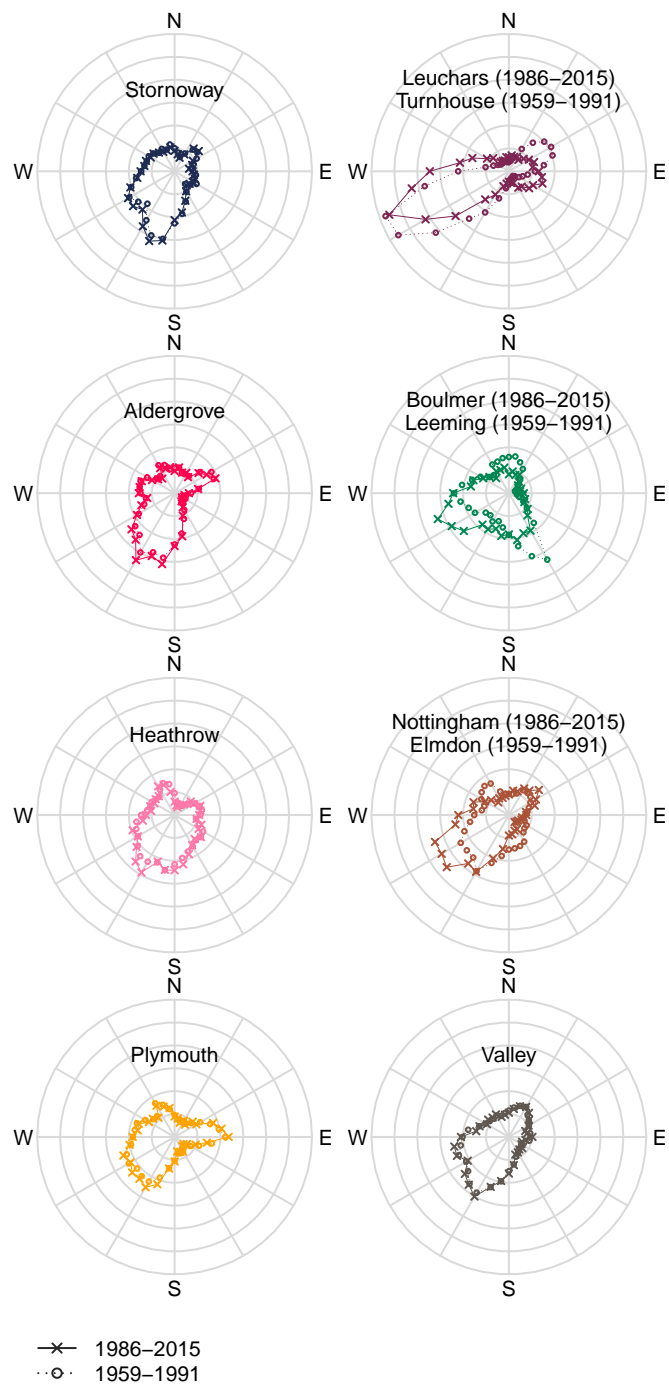 N
N
Stornoway
Leuchars (1986–2015)
Turnhouse (1959–1991)
W
E
W
E
S
S
N
N
Aldergrove
Boulmer (1986–2015)
Leeming (1959–1991)
W
E
W
E
S
S
N
N
Heathrow
Nottingham (1986–2015)
Elmdon (1959–1991)
W
E
W
E
S
S
N
N
Plymouth
Valley
W
E
W
E
S
S
1986–2015
1959–1991